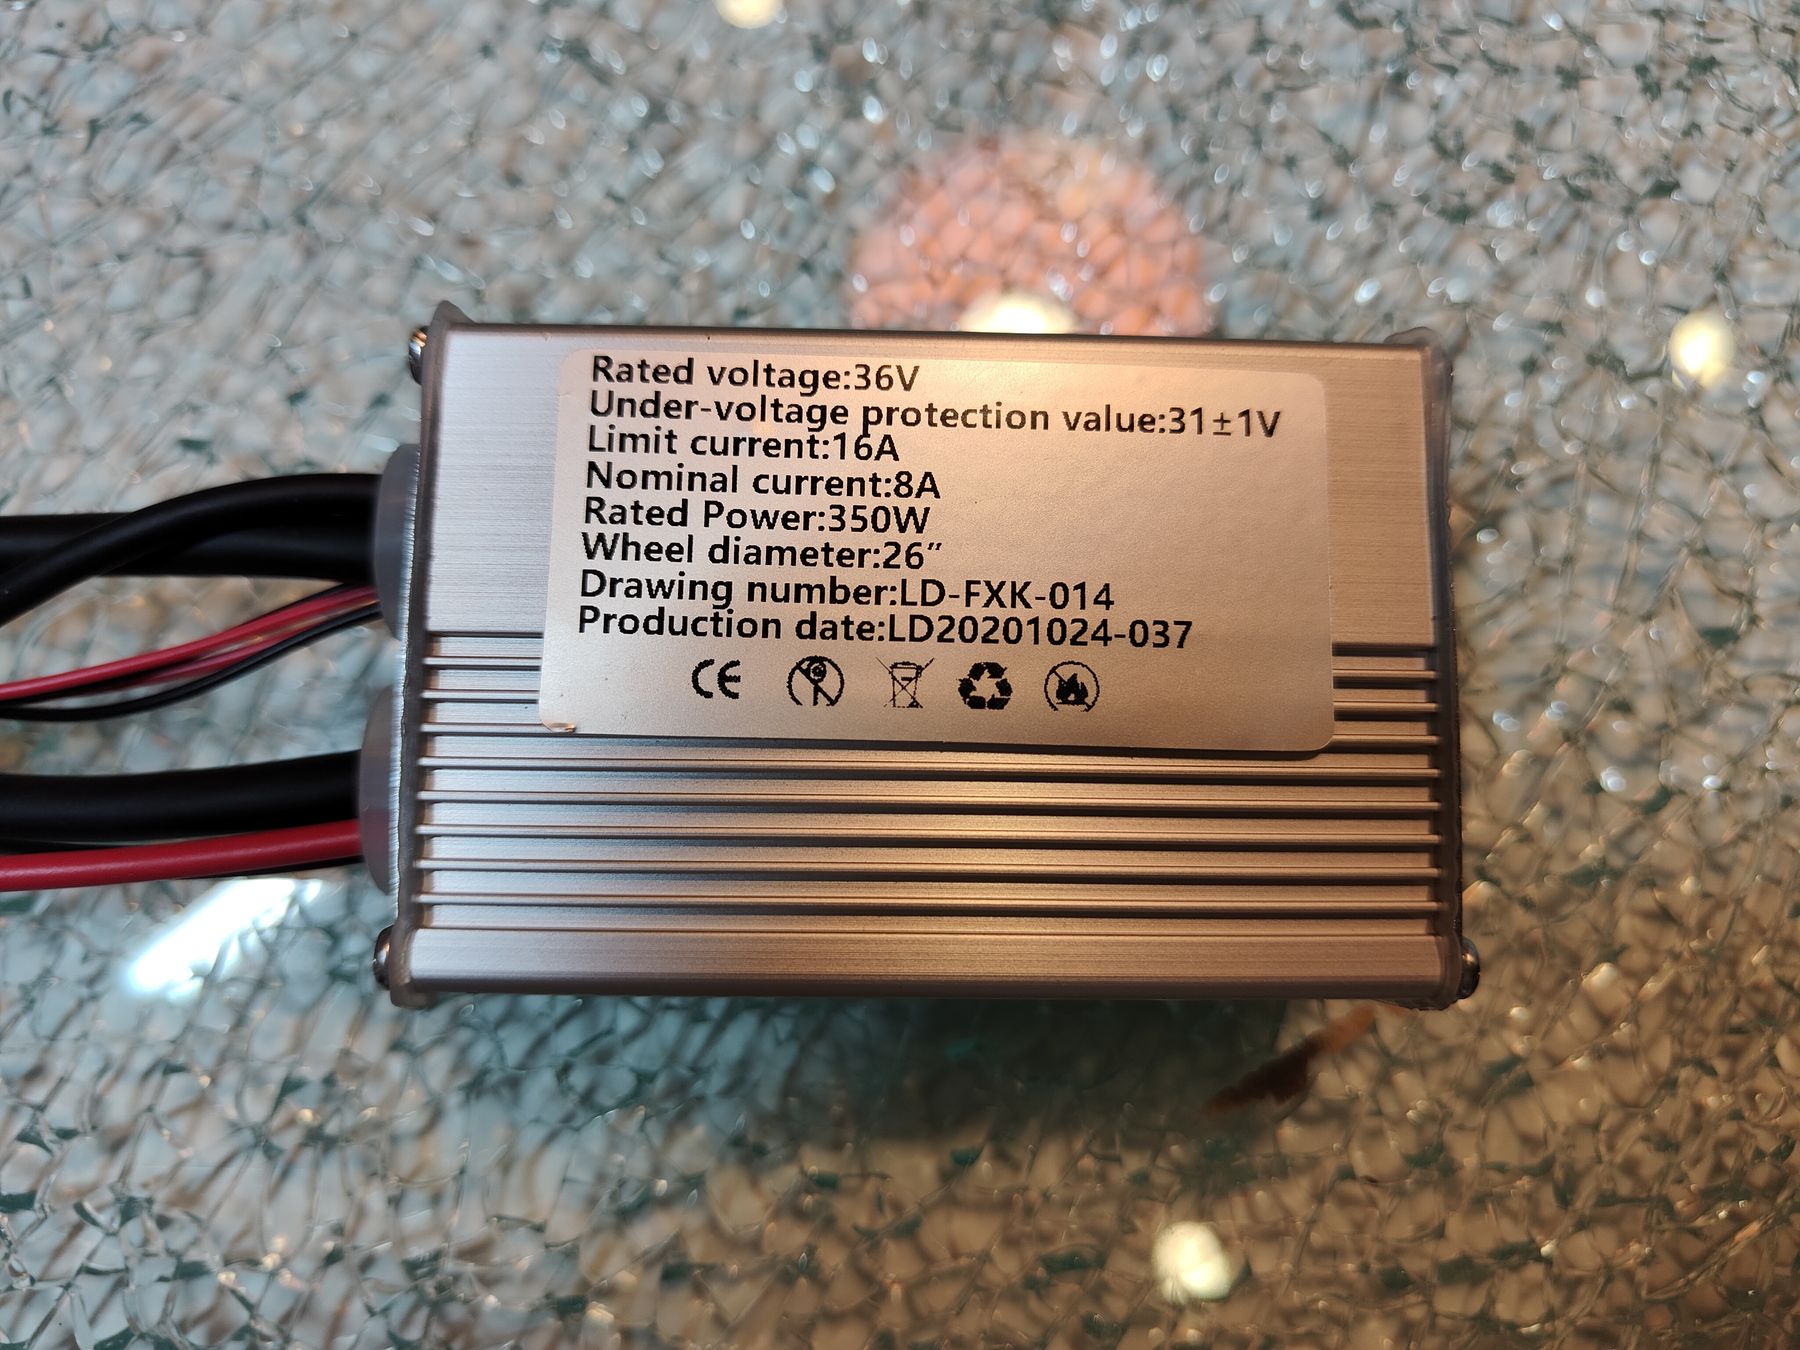 Rated voltage:36V
Under-voltage protection value:31±1V
Limit current:16A
Nominal current:8A
Rated Power:350W
Wheel diameter:26″
Drawing number:LD-FXK-014
Production date:LD20201024-037
CE